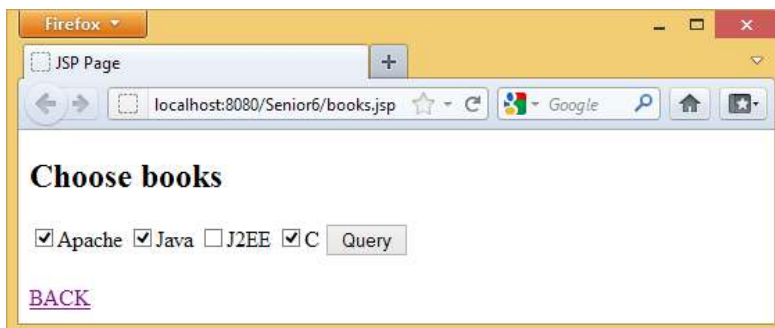 Firefox
JSP Page
localhost:8080/Senior6/books.jsp Google
Choose books
Apache Java J2EE C Query
BACK